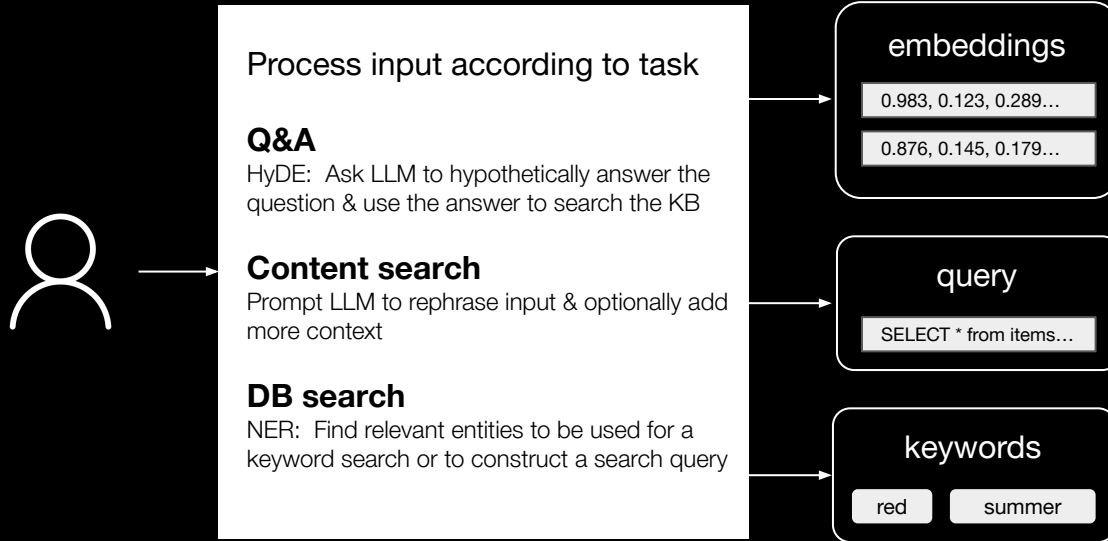 Process input according to task
Q&A
HyDE: Ask LLM to hypothetically answer the
question & use the answer to search the KB
Content search
Prompt LLM to rephrase input & optionally add
more context
DB search
NER: Find relevant entities to be used for a
keyword search or to construct a search query
embeddings
0.983, 0.123, 0.289…
0.876, 0.145, 0.179…
query
SELECT * from items…
keywords
red
summer